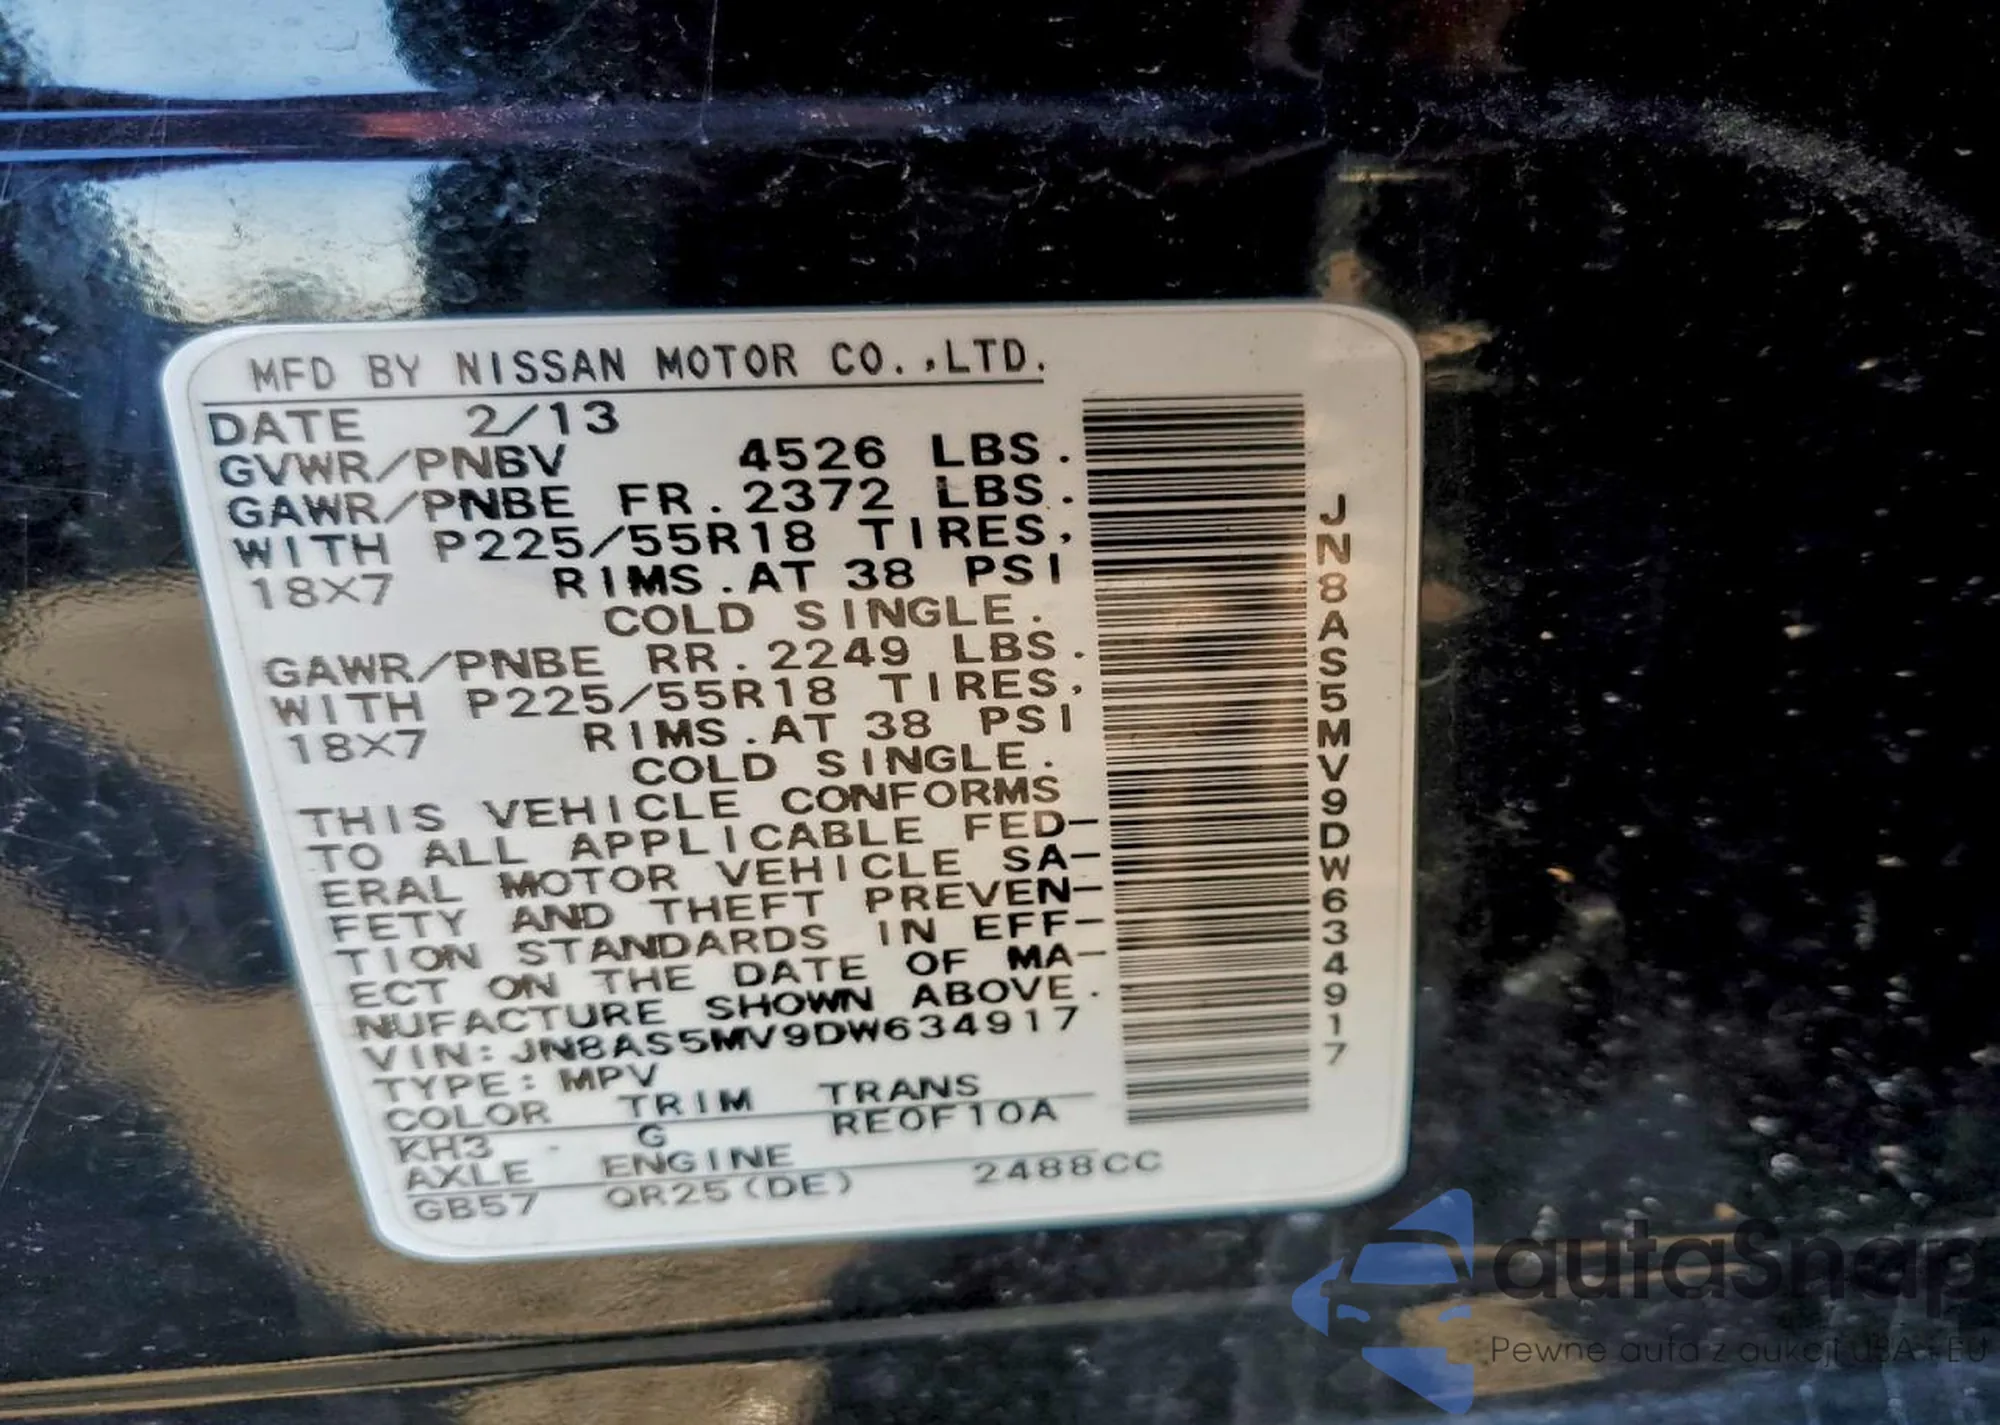 MFD BY NISSAN MOTOR CO.,LTD.
DATE 2/13
GVWR/PNBV 4526 LBS.
GAWR/PNBE FR.2372 LBS.
WITH P225/55R18 TIRES,
18X7 RIMS.AT 38 PSI
COLD SINGLE.
GAWR/PNBE RR.2249 LBS.
WITH P225/55R18 TIRES,
18X7 RIMS.AT 38 PSI
COLD SINGLE.
THIS VEHICLE CONFORMS
TO ALL APPLICABLE FED-
ERAL MOTOR VEHICLE SA-
FETY AND THEFT PREVEN-
TION STANDARDS IN EFF-
ECT ON THE DATE OF MA-
NUFACTURE SHOWN ABOVE.
VIN: JN8AS5MV9DW634917
TYPE: MPV
COLOR TRIM TRANS
KH3 G RE0F10A
AXLE ENGINE
GB57 QR25(DE) 2488CC
JN8AS5MV9DW634917
autaSnap
Pewne auta z aukcji USA i EU